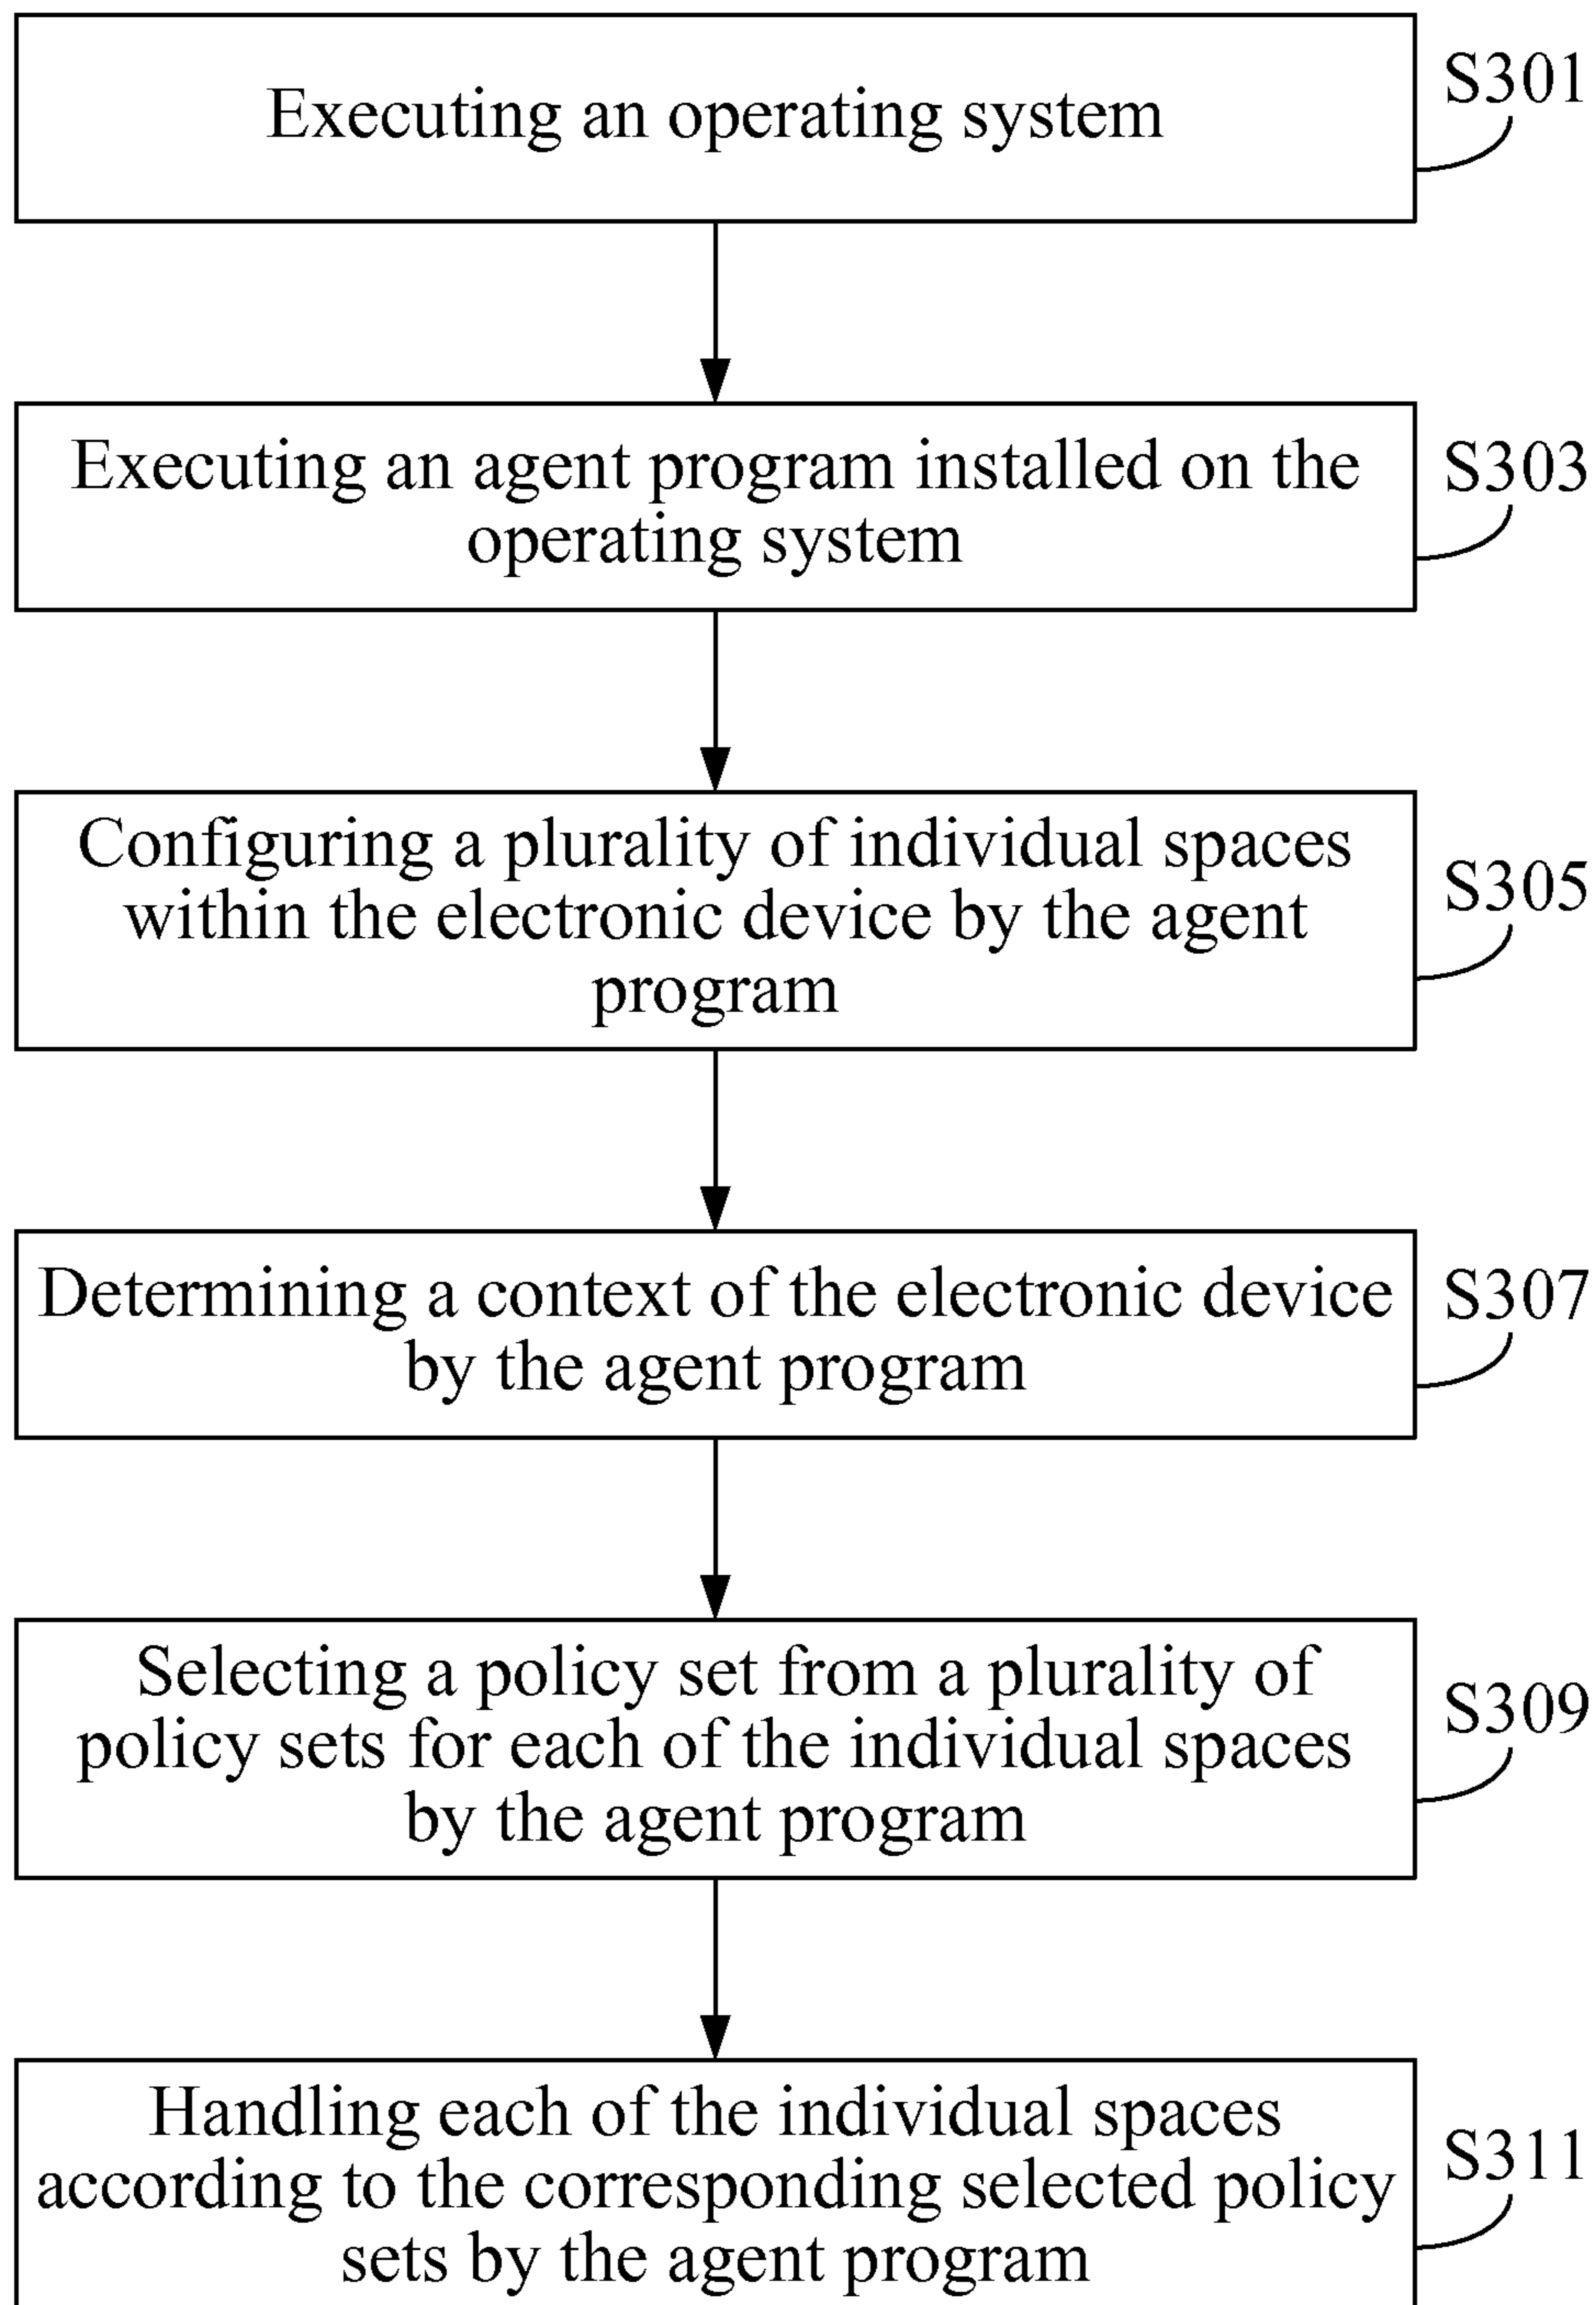 Executing an operating system
S301
Executing an agent program installed on the
operating system
S303
Configuring a plurality of individual spaces
within the electronic device by the agent
program
S305
Determining a context of the electronic device
by the agent program
S307
Selecting a policy set from a plurality of
policy sets for each of the individual spaces
by the agent program
S309
Handling each of the individual spaces
according to the corresponding selected policy
sets by the agent program
S311